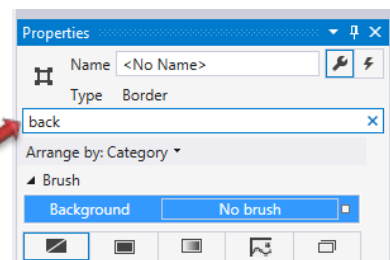 Properties
Name <No Name>
Type Border
back
Arrange by: Category
Brush
Background No brush